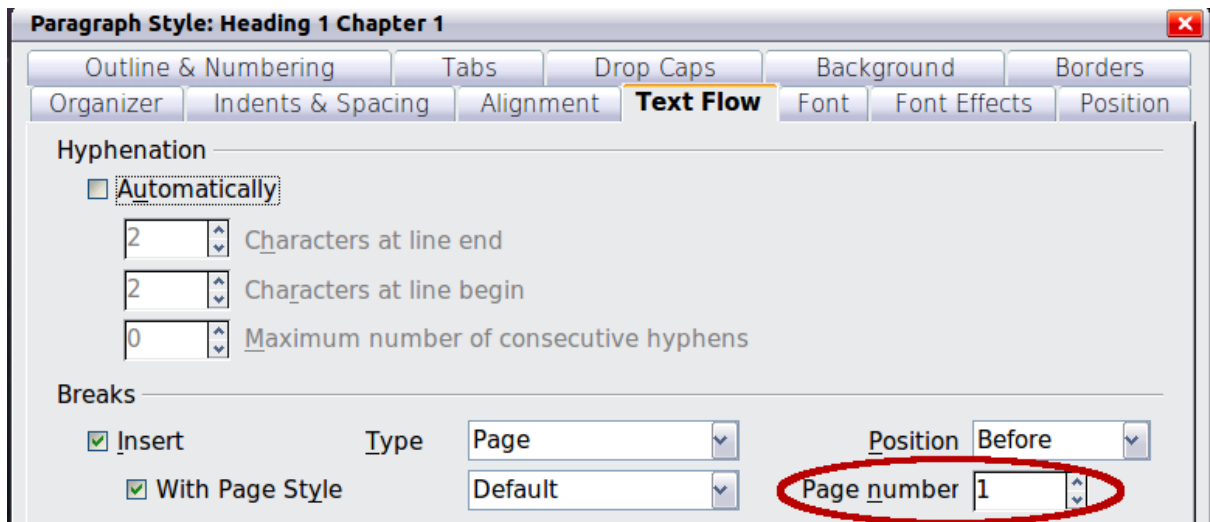 Paragraph Style: Heading 1 Chapter 1
Outline & Numbering Tabs Drop Caps Background Borders
Organizer Indents & Spacing Alignment Text Flow Font Font Effects Position
Hyphenation
Automatically
2 Characters at line end
2 Characters at line begin
0 Maximum number of consecutive hyphens
Breaks
Insert Type Page Position Before
With Page Style Default Page number 1